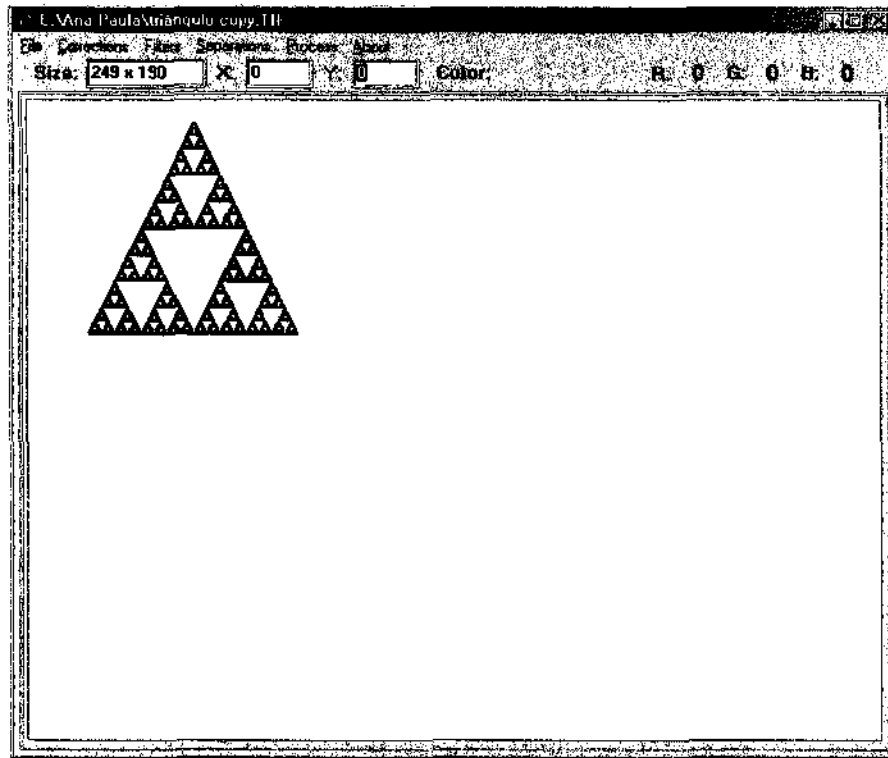 E:\Ana Paula\triângulo copy.TIF
File Corrections Filters Separations Process About
Size: 249 x 190 X: 0 Y: 0 Color: R: 0 G: 0 B: 0